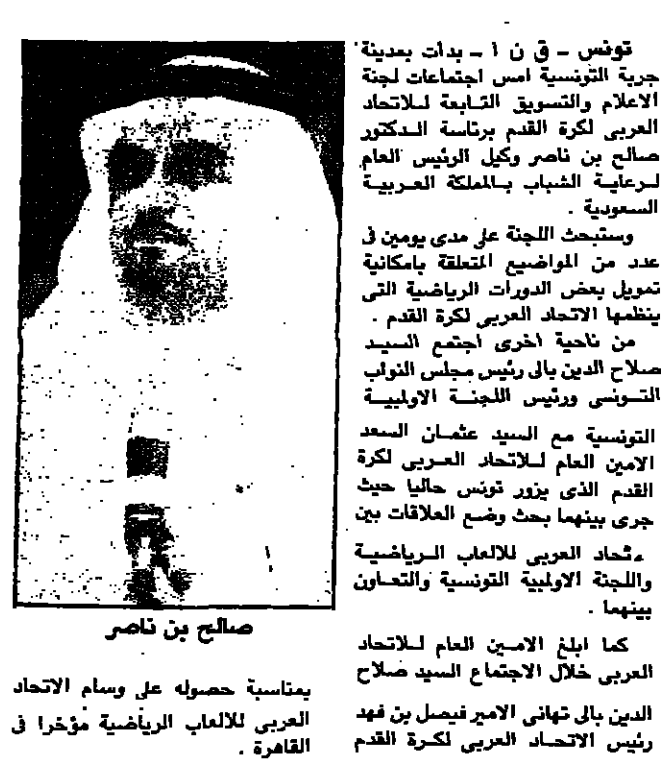 تونس ـ ق ن ا ـ بدأت بمدينة
جربة التونسية امس اجتماعات لجنة
الاعلام والتسويق التابعة للاتحاد
العربى لكرة القدم برئاسة الدكتور
صالح بن ناصر وكيل الرئيس العام
لرعاية الشباب بالملكة العربية
السعودية .
وستبحث اللجنة على مدى يومين فى
عدد من المواضيع المتعلقة بامكانية
تمويل بعض الدورات الرياضية التى
ينظمها الاتحاد العربى لكرة القدم .
من ناحية اخرى اجتمع السيد
صلاح الدين بالى رئيس مجلس النواب
التونسى ورئيس اللجنة الاولمبية
التونسية مع السيد عثمان السعد
الامين العام للاتحاد العربى لكرة
القدم الذى يزور تونس حاليا حيث
جرى بينهما بحث وضع العلاقات بين
العربى للالعاب الرياضية
واللجنة الاولمبية التونسية والتعاون
بينهما .
كما ابلغ الامين العام للاتحاد
العربى خلال الاجتماع السيد صلاح
الدين بالى تهانى الامير فيصل بن فهد
رئيس الاتحاد العربى لكرة القدم
صالح بن ناصر
بمناسبة حصوله على وسام الاتحاد
العربى للالعاب الرياضية مؤخرا فى
القاهرة .